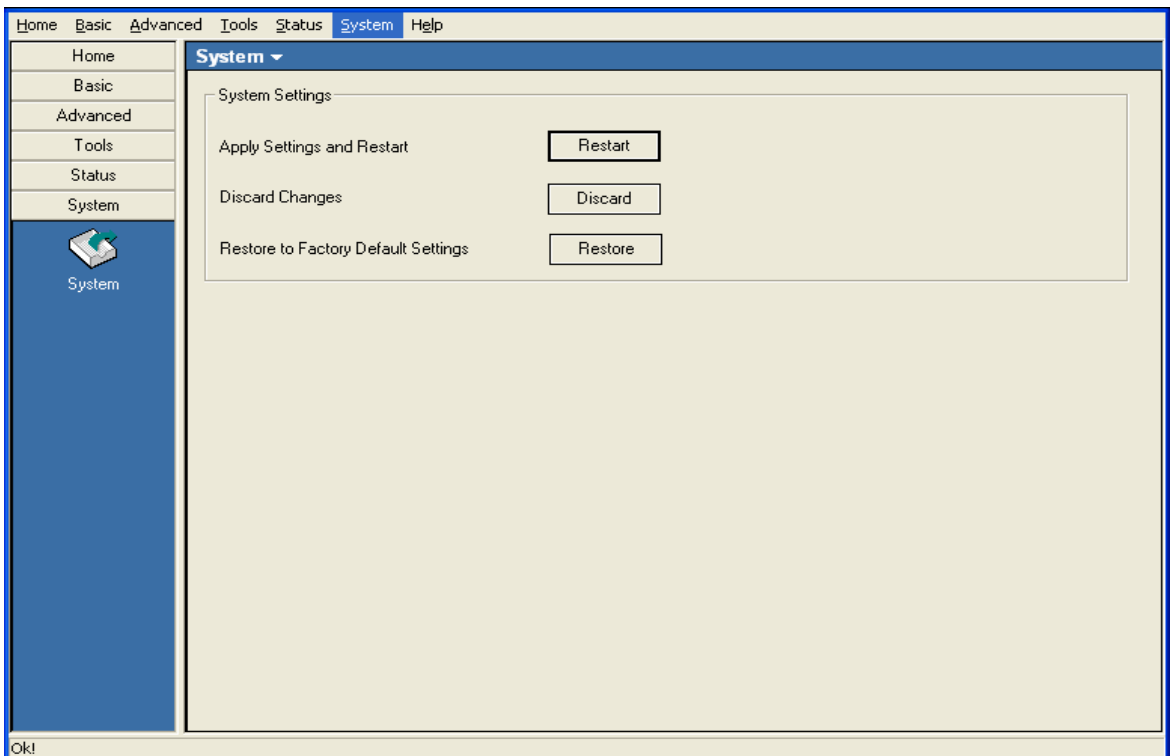 Home Basic Advanced Tools Status System Help
Home
Basic
Advanced
Tools
Status
System
System
System
System Settings
Apply Settings and Restart Restart
Discard Changes Discard
Restore to Factory Default Settings Restore
Ok!